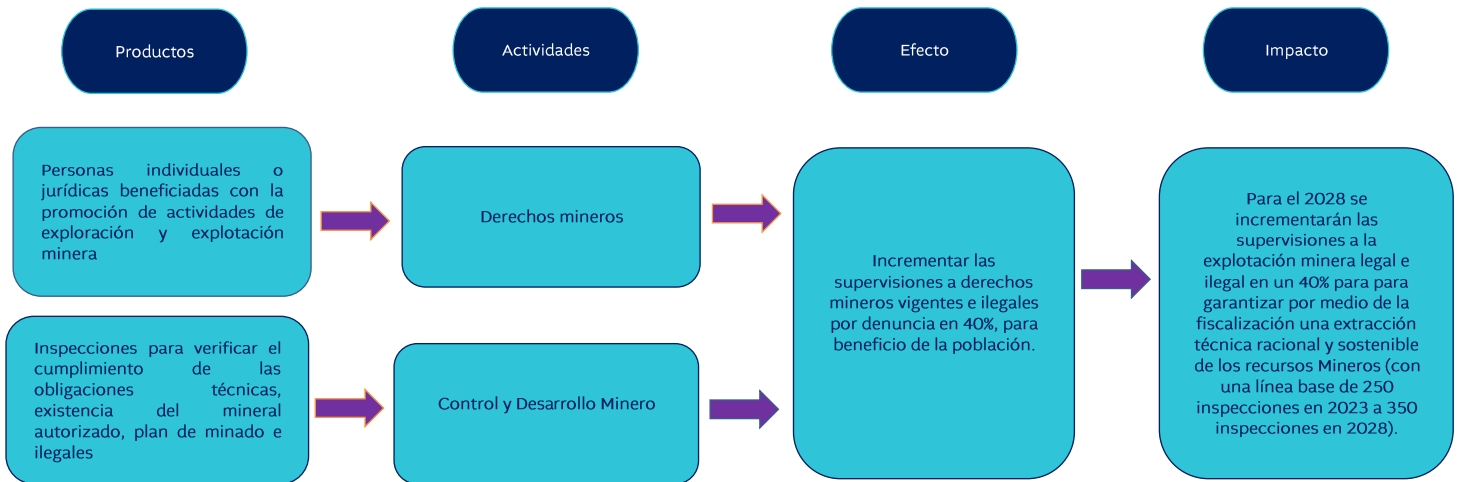 Productos
Actividades
Efecto
Impacto
Personas individuales o
jurídicas beneficiadas con la
promoción de actividades de
exploración y explotación
minera
Derechos mineros
Inspecciones para verificar el
cumplimiento de las
obligaciones técnicas,
existencia del mineral
autorizado, plan de minado e
ilegales
Control y Desarrollo Minero
Incrementar las
supervisiones a derechos
mineros vigentes e ilegales
por denuncia en 40%, para
beneficio de la población.
Para el 2028 se
incrementarán las
supervisiones a la
explotación minera legal e
ilegal en un 40% para para
garantizar por medio de la
fiscalización una extracción
técnica racional y sostenible
de los recursos Mineros (con
una línea base de 250
inspecciones en 2023 a 350
inspecciones en 2028).